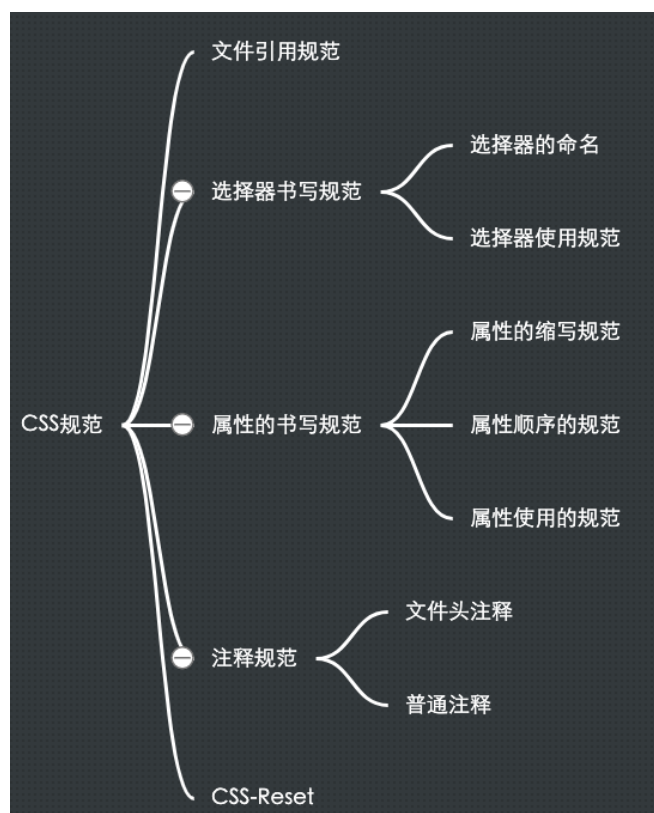 文件引用规范
选择器的命名
选择器书写规范
选择器使用规范
属性的缩写规范
CSS规范
属性的书写规范
属性顺序的规范
属性使用的规范
文件头注释
注释规范
普通注释
CSS-Reset